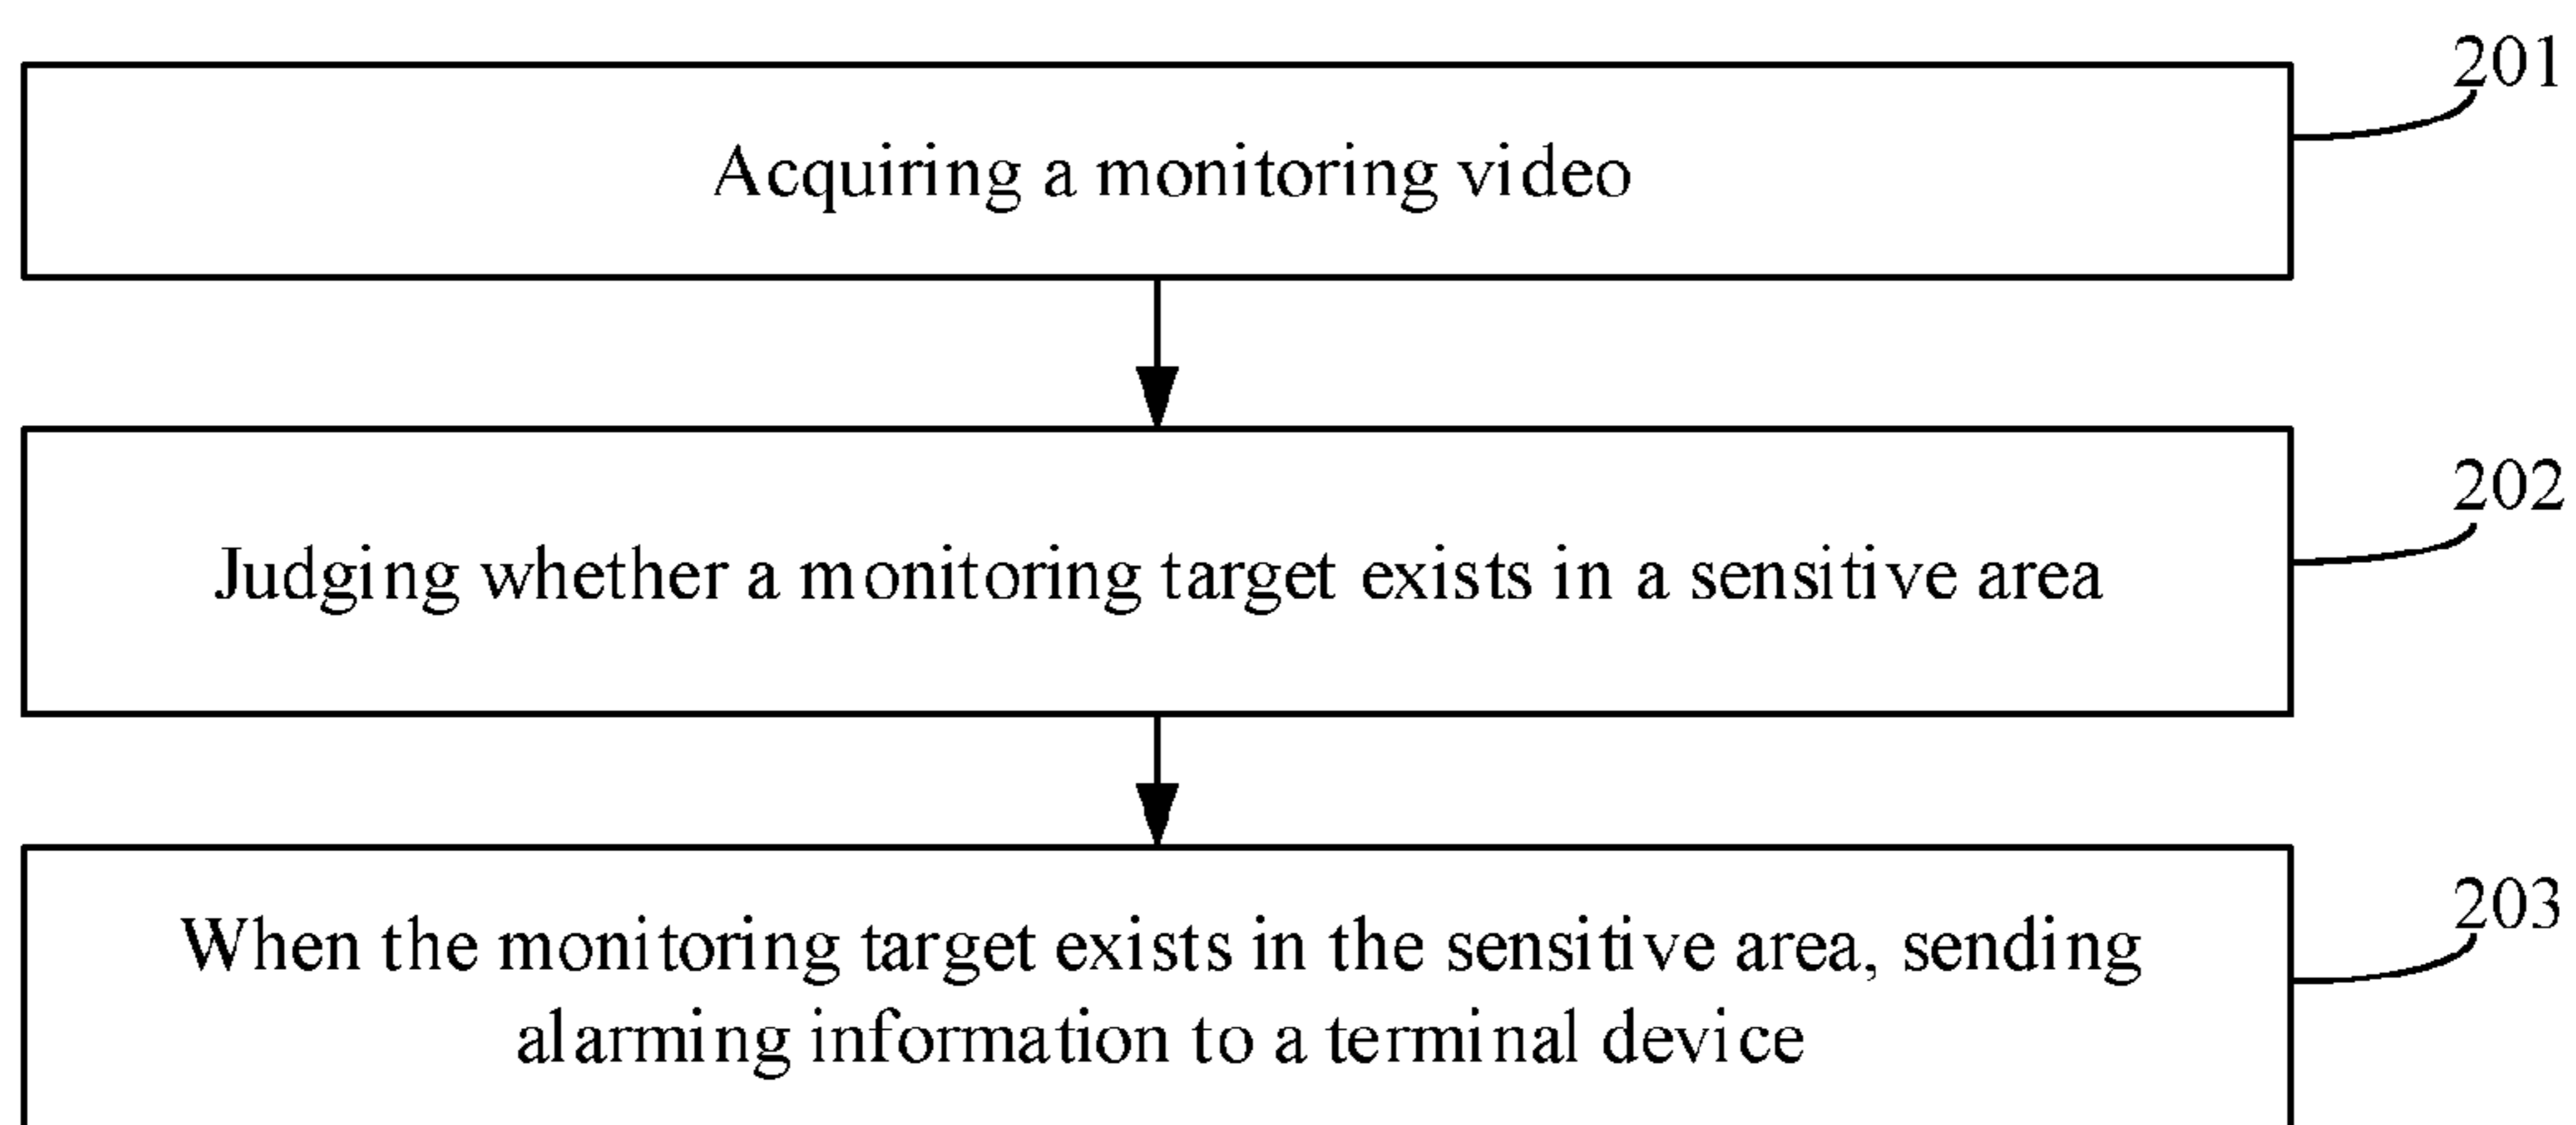 201
Acquiring a monitoring video
202
Judging whether a monitoring target exists in a sensitive area
203
When the monitoring target exists in the sensitive area, sending
alarming information to a terminal device